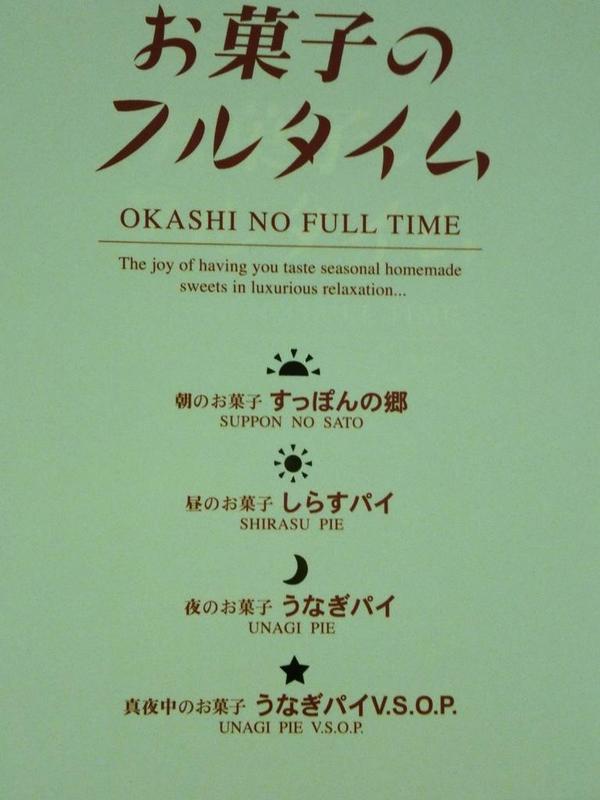 お菓子の
フルタイム
OKASHI NO FULL TIME
The joy of having you taste seasonal homemade
sweets in luxurious relaxation...
朝のお菓子 すっぽんの郷
SUPPON NO SATO
昼のお菓子 しらすパイ
SHIRASU PIE
夜のお菓子 うなぎパイ
UNAGI PIE
真夜中のお菓子 うなぎパイV.S.O.P.
UNAGI PIE V.S.O.P.